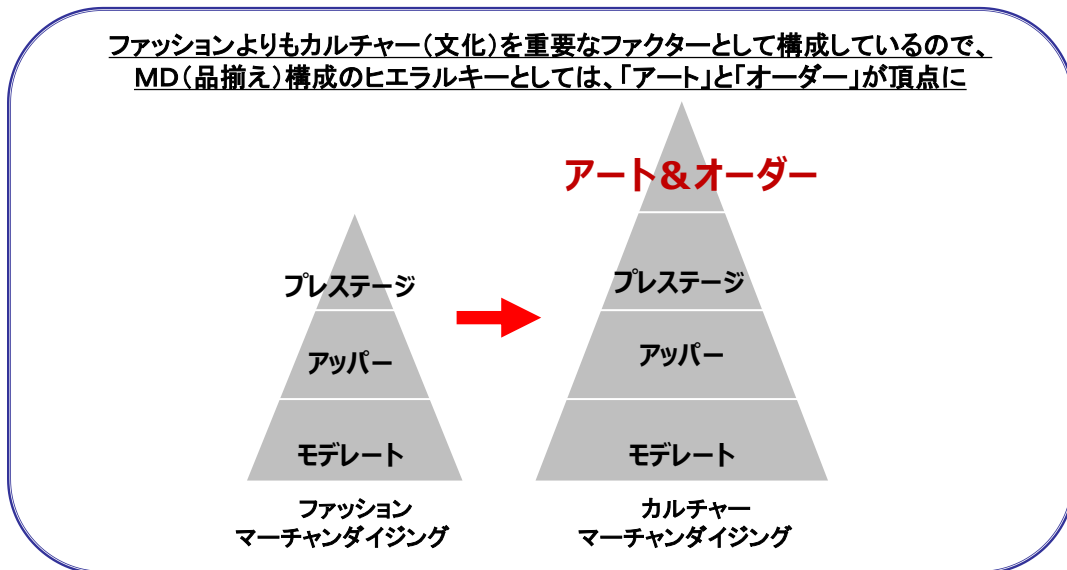 ファッションよりもカルチャー（文化）を重要なファクターとして構成しているので、
ＭＤ（品揃え）構成のヒエラルキーとしては、「アート」と「オーダー」が頂点に
アート＆オーダー
プレステージ
アッパー
モデレート
ファッション
マーチャンダイジング
プレステージ
アッパー
モデレート
カルチャー
マーチャンダイジング